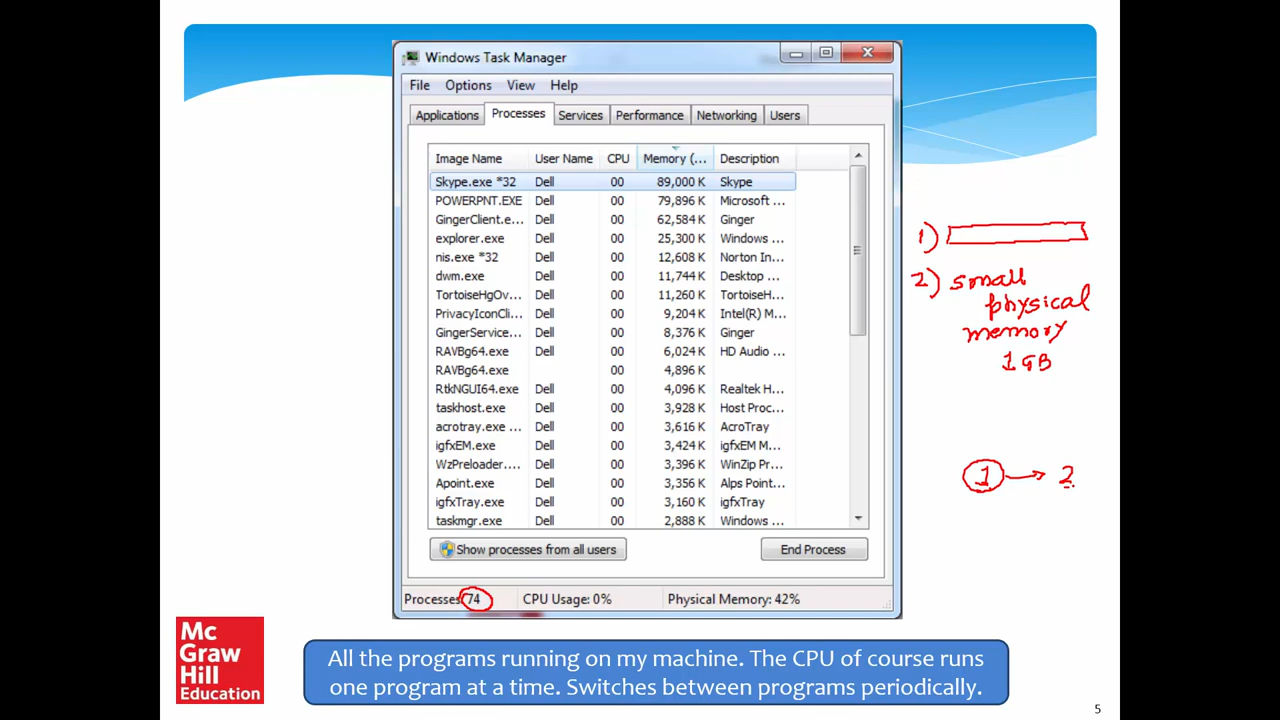 Windows Task Manager
File Options View Help
Applications Processes Services Performance Networking Users
Image Name User Name CPU Memory (... Description
Skype.exe *32 Dell 00 89,000 K Skype
POWERPNT.EXE Dell 00 79,896 K Microsoft ...
GingerClient.e... Dell 00 62,584 K Ginger
explorer.exe Dell 00 25,300 K Windows ...
nis.exe *32 Dell 00 12,608 K Norton In...
dwm.exe Dell 00 11,744 K Desktop ...
TortoiseHgOv... Dell 00 11,260 K TortoiseH...
PrivacyIconCli... Dell 00 9,204 K Intel(R) M...
GingerService... Dell 00 8,376 K Ginger
RAVBg64.exe Dell 00 6,024 K HD Audio ...
RAVBg64.exe 00 4,896 K
RtkNGUI64.exe Dell 00 4,096 K Realtek H...
taskhost.exe Dell 00 3,928 K Host Proc...
acrotray.exe ... Dell 00 3,616 K AcroTray
igfxEM.exe Dell 00 3,424 K igfxEM M...
WzPreloader.... Dell 00 3,396 K WinZip Pr...
Apoint.exe Dell 00 3,356 K Alps Point...
igfxTray.exe Dell 00 3,160 K igfxTray
taskmgr.exe Dell 00 2,888 K Windows ...
Show processes from all users End Process
Processes: 74 CPU Usage: 0% Physical Memory: 42%
1)
2) small
physical
memory
1 GB
1 → 2
Mc
Graw
Hill
Education
All the programs running on my machine. The CPU of course runs
one program at a time. Switches between programs periodically.
5